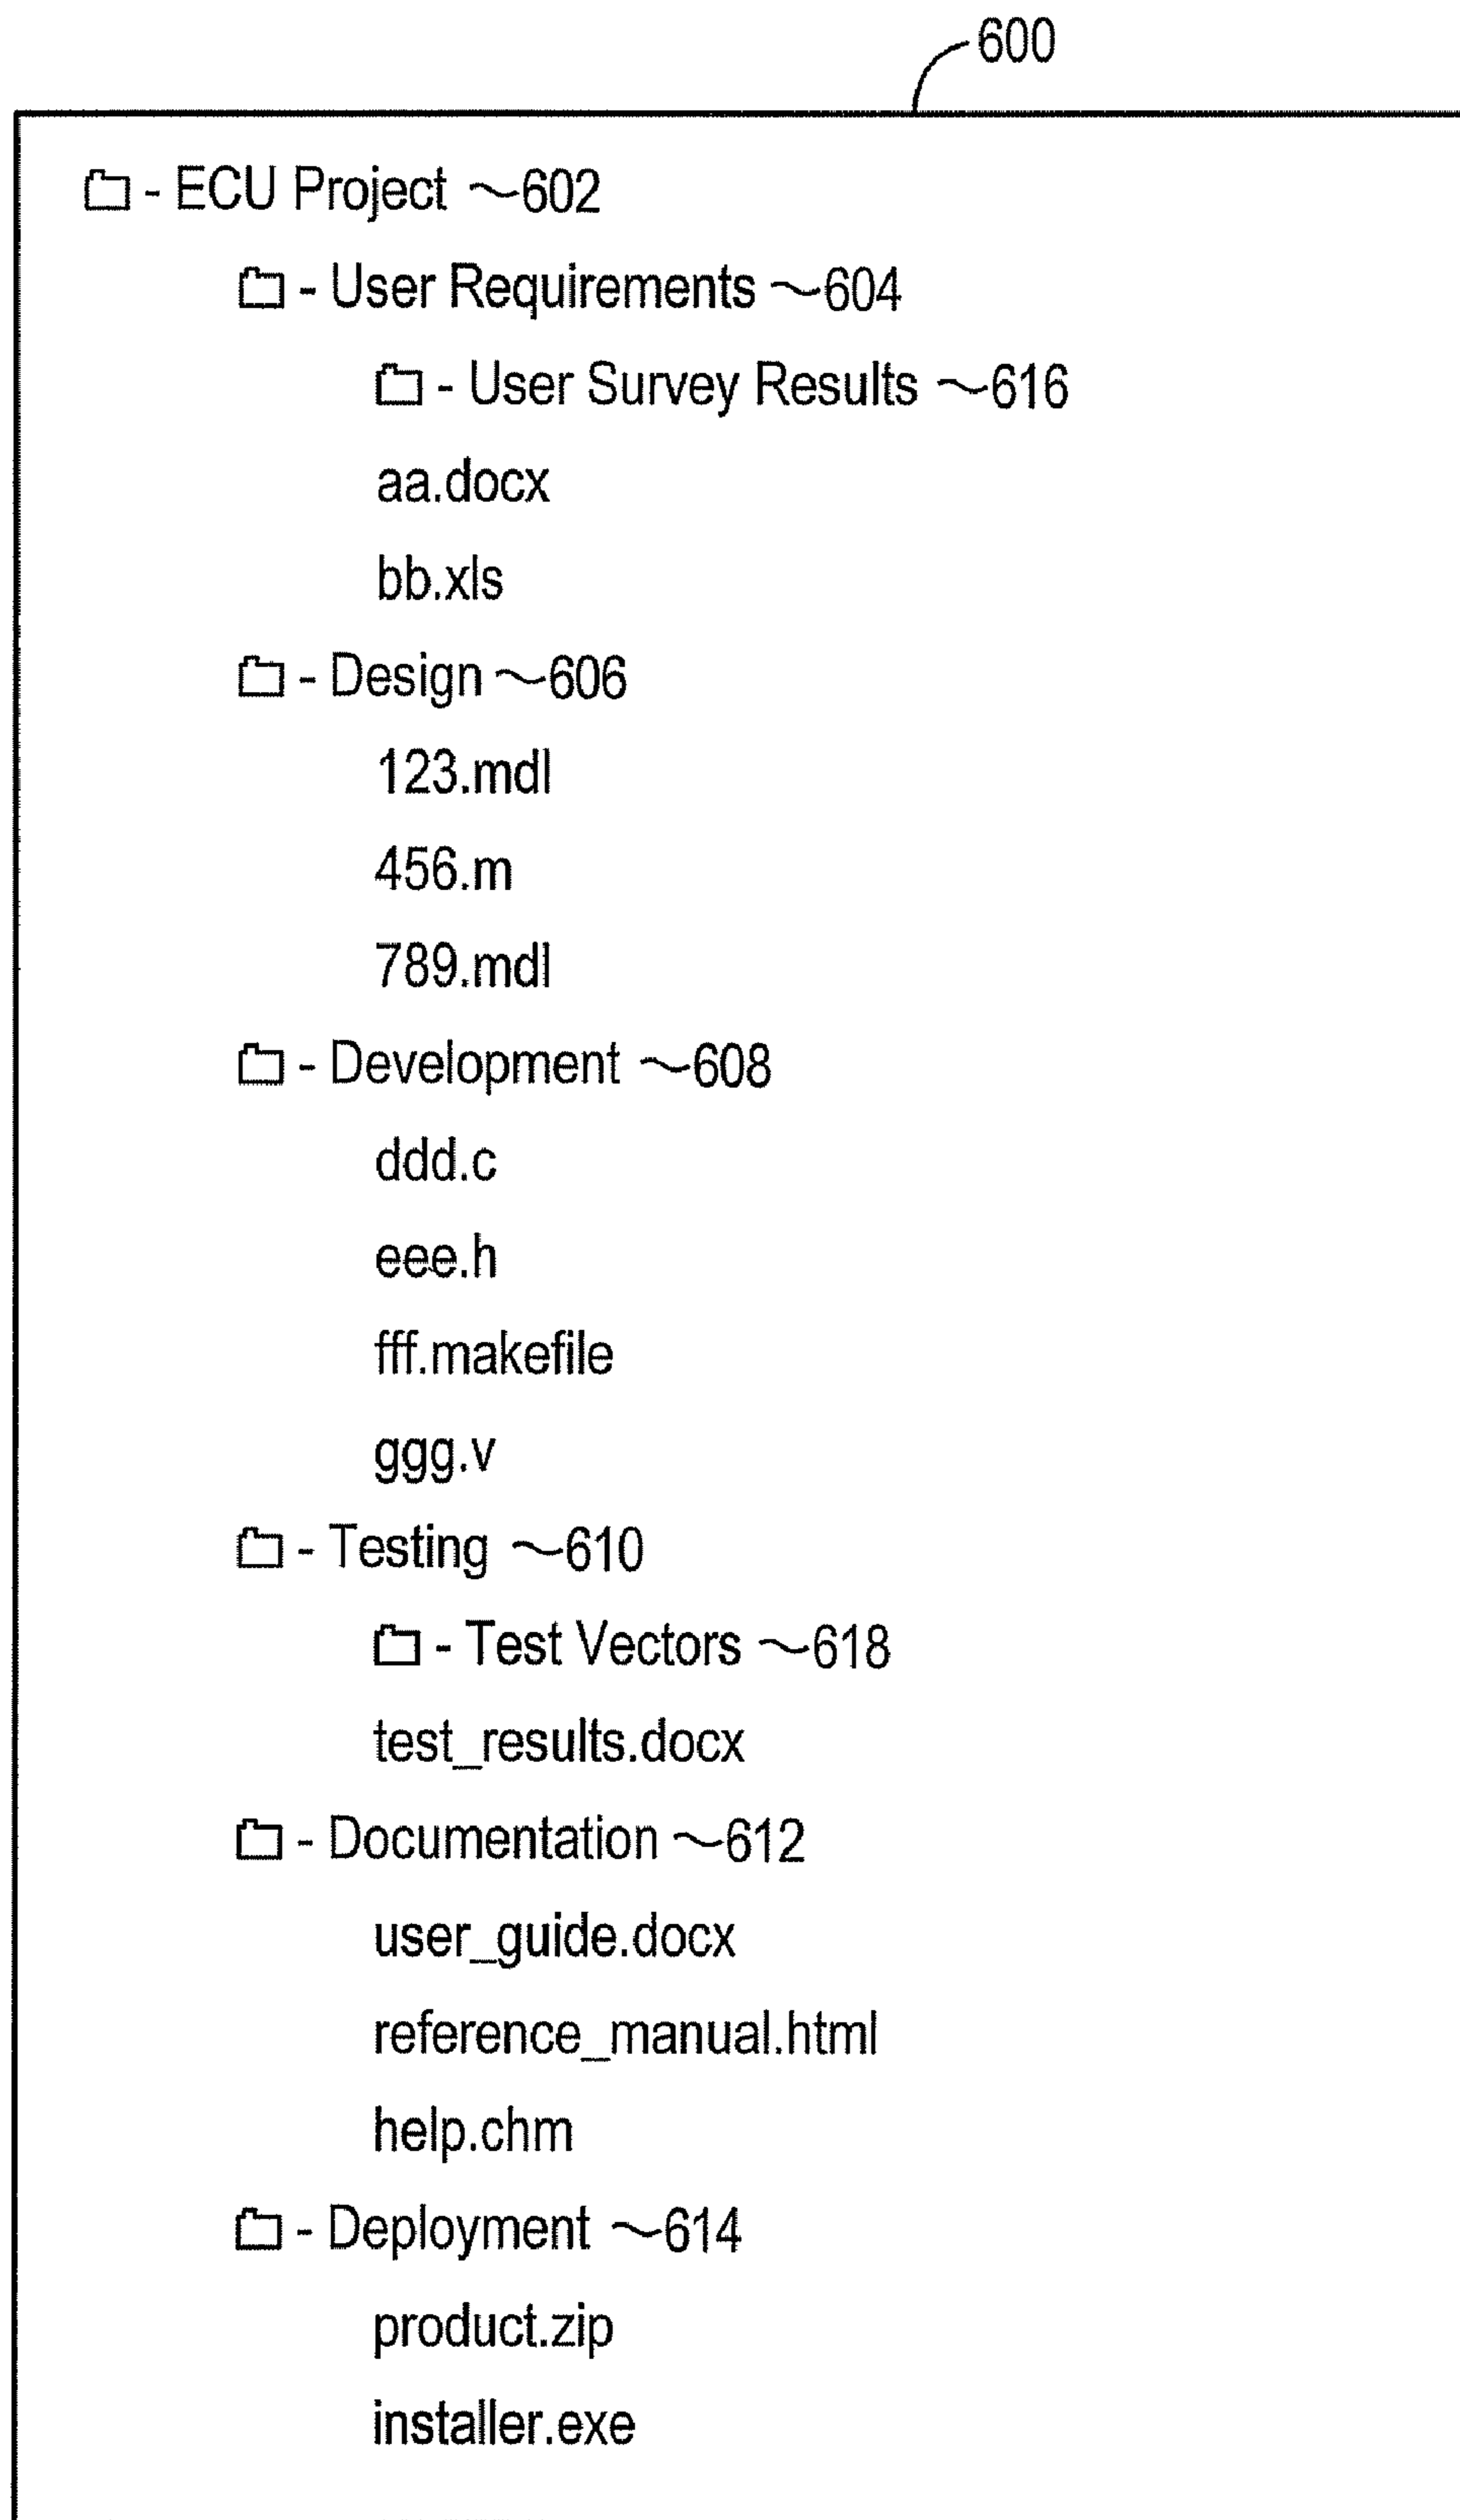 600
- ECU Project ~602
- User Requirements ~604
- User Survey Results ~616
aa.docx
bb.xls
- Design ~606
123.mdl
456.m
789.mdl
- Development ~608
ddd.c
eee.h
fff.makefile
ggg.v
- Testing ~610
- Test Vectors ~618
test_results.docx
- Documentation ~612
user_guide.docx
reference_manual.html
help.chm
- Deployment ~614
product.zip
installer.exe